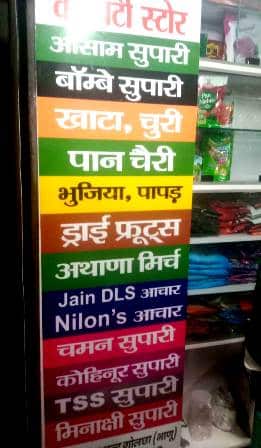 स्टोर
आसाम सुपारी
बॉम्बे सुपारी
खाटा, चुरी
पान चैरी
भुजिया, पापड़
ड्राई फ्रूट्स
अथाणा मिर्च
Jain DLS आचार
Nilon's आचार
चमन सुपारी
कोहिनूर सुपारी
TSS सुपारी
मिनाक्षी सुपारी